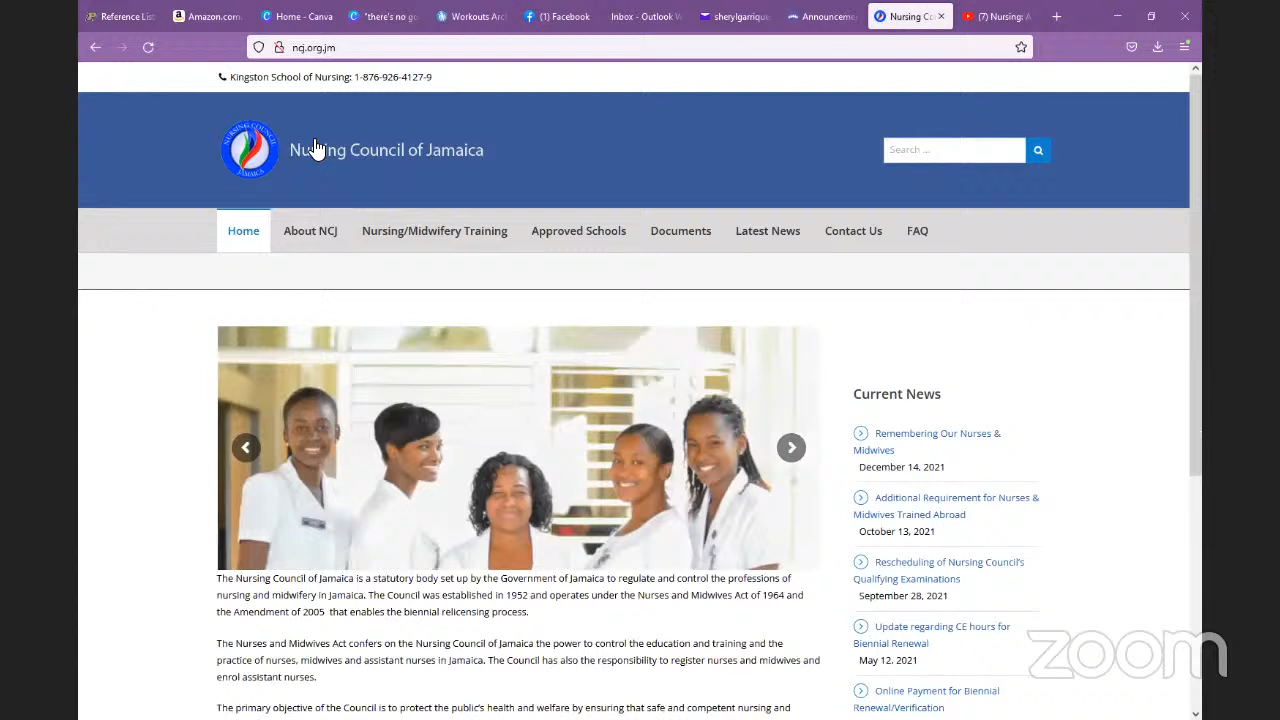 Reference List
Amazon.com
Home - Canva
"there's no go
Workouts Arc
(1) Facebook
Inbox - Outlook
sherylgarrique
Announceme
Nursing Co
(7) Nursing: A
ncj.org.jm
Kingston School of Nursing: 1-876-926-4127-9
NURSING COUNCIL
JAMAICA
Nursing Council of Jamaica
Search ...
Home
About NCJ
Nursing/Midwifery Training
Approved Schools
Documents
Latest News
Contact Us
FAQ
The Nursing Council of Jamaica is a statutory body set up by the Government of Jamaica to regulate and control the professions of
nursing and midwifery in Jamaica. The Council was established in 1952 and operates under the Nurses and Midwives Act of 1964 and
the Amendment of 2005 that enables the biennial relicensing process.
The Nurses and Midwives Act confers on the Nursing Council of Jamaica the power to control the education and training and the
practice of nurses, midwives and assistant nurses in Jamaica. The Council has also the responsibility to register nurses and midwives and
enrol assistant nurses.
The primary objective of the Council is to protect the public's health and welfare by ensuring that safe and competent nursing and
Current News
Remembering Our Nurses &
Midwives
December 14, 2021
Additional Requirement for Nurses &
Midwives Trained Abroad
October 13, 2021
Rescheduling of Nursing Council's
Qualifying Examinations
September 28, 2021
Update regarding CE hours for
Biennial Renewal
May 12, 2021
Online Payment for Biennial
Renewal/Verification
zoom